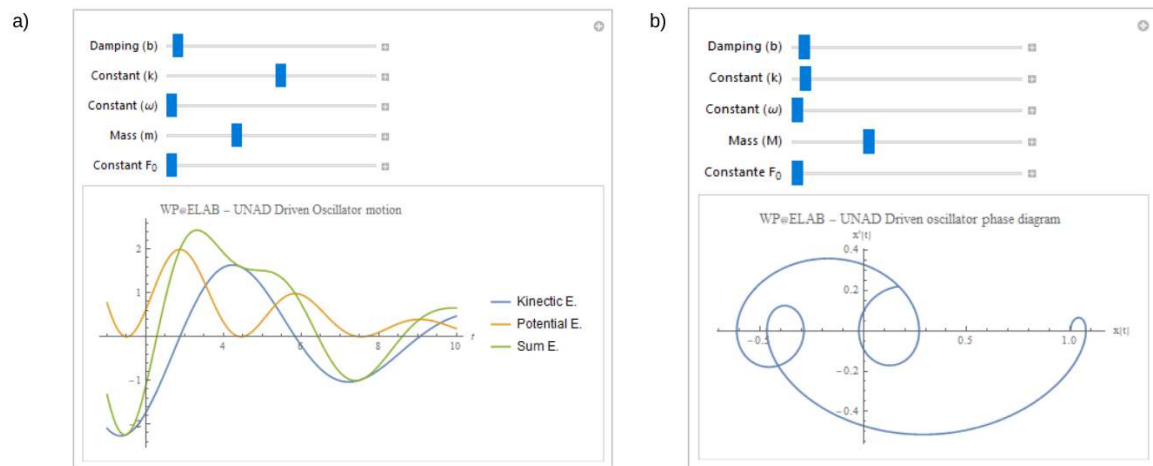 a)
Damping (b)
Constant (k)
Constant (ω)
Mass (m)
Constant F₀
WP@ELAB – UNAD Driven Oscillator motion
2
1
-1
-2
4
6
8
10
t
Kinetic E.
Potential E.
Sum E.
b)
Damping (b)
Constant (k)
Constant (ω)
Mass (M)
Constante F₀
WP@ELAB – UNAD Driven oscillator phase diagram
x'[t]
0.4
0.2
-0.5
0.5
1.0
x[t]
-0.2
-0.4